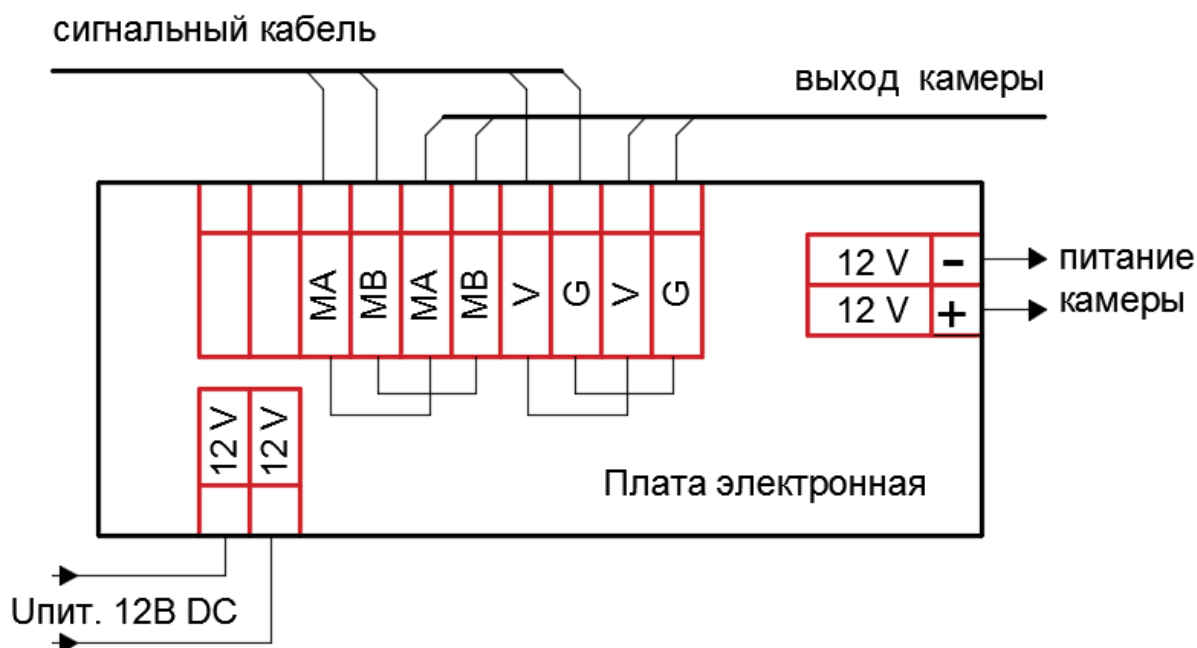 сигнальный кабель
выход камеры
MA MB MA MB V G V G
12 V - питание
12 V + камеры
12 V 12 V
Плата электронная
Uпит. 12В DC